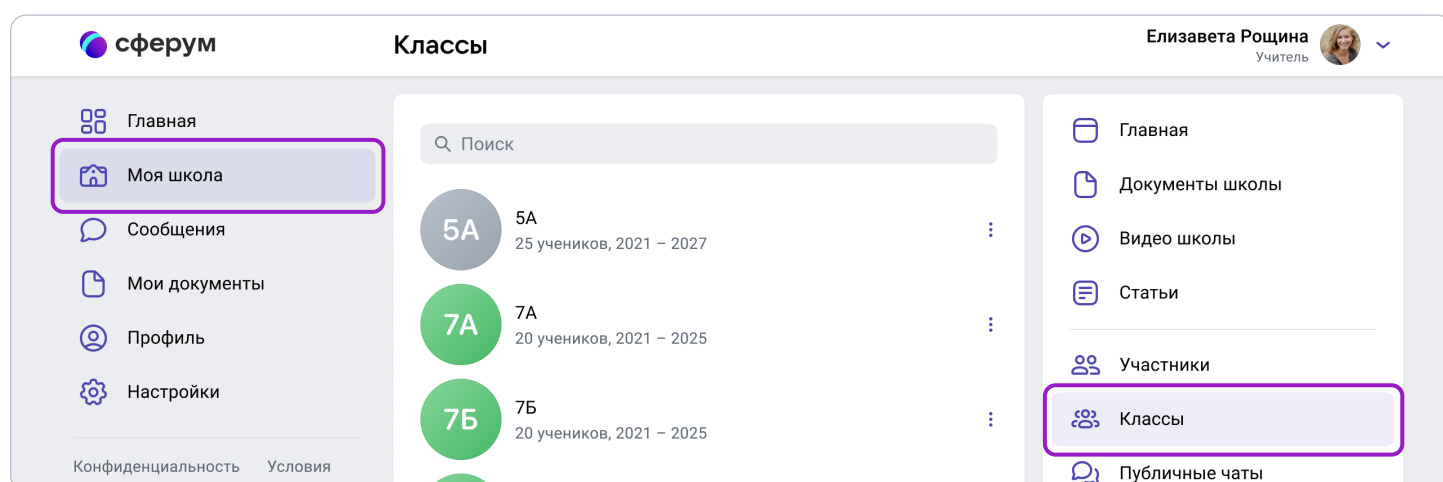 сферум
Классы
Елизавета Рощина
Учитель
Главная
Моя школа
Сообщения
Мои документы
Профиль
Настройки
Конфиденциальность Условия
Поиск
5А
5А
25 учеников, 2021 – 2027
7А
7А
20 учеников, 2021 – 2025
7Б
7Б
20 учеников, 2021 – 2025
Главная
Документы школы
Видео школы
Статьи
Участники
Классы
Публичные чаты